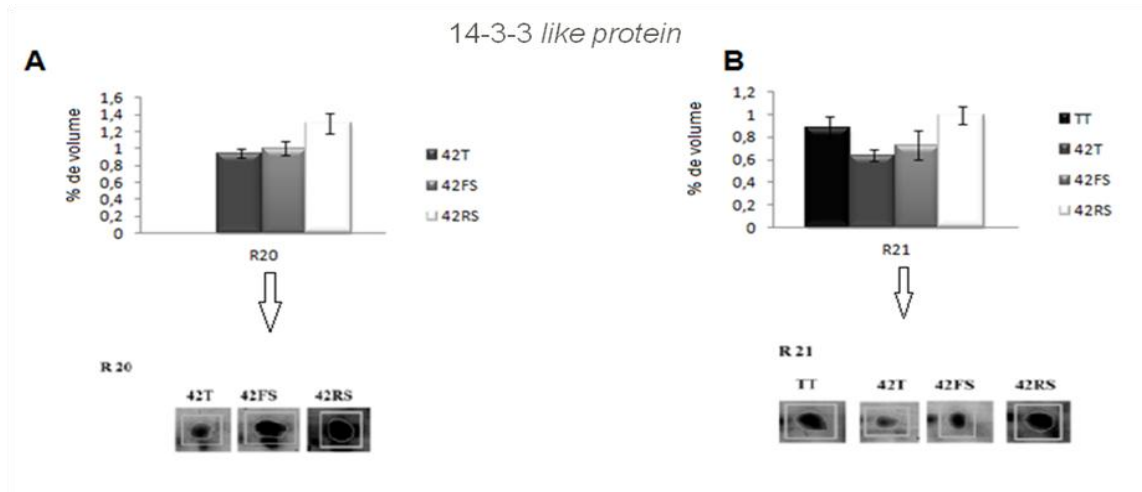 14-3-3 like protein
A
% de volume
1,6
1,4
1,2
1
0,8
0,6
0,4
0,2
0
R20
42T
42FS
42RS
R 20
42T 42FS 42RS
B
% de volume
1,2
1
0,8
0,6
0,4
0,2
0
R21
TT
42T
42FS
42RS
R 21
TT 42T 42FS 42RS